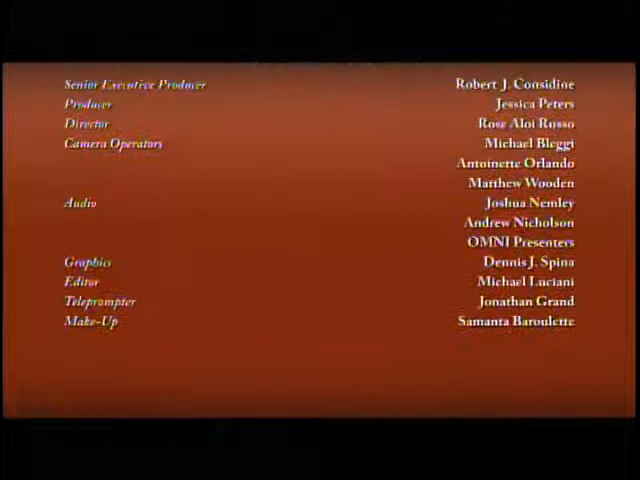 Senior Executive Producer Robert J. Considine
Producer Jessica Peters
Director Rose Aloi Russo
Camera Operators Michael Bleggi
Antoinette Orlando
Matthew Wooden
Audio Joshua Nemley
Andrew Nicholson
OMNI Presenters
Graphics Dennis J. Spina
Editor Michael Luciani
Teleprompter Jonathan Grand
Make-Up Samanta Baroulette